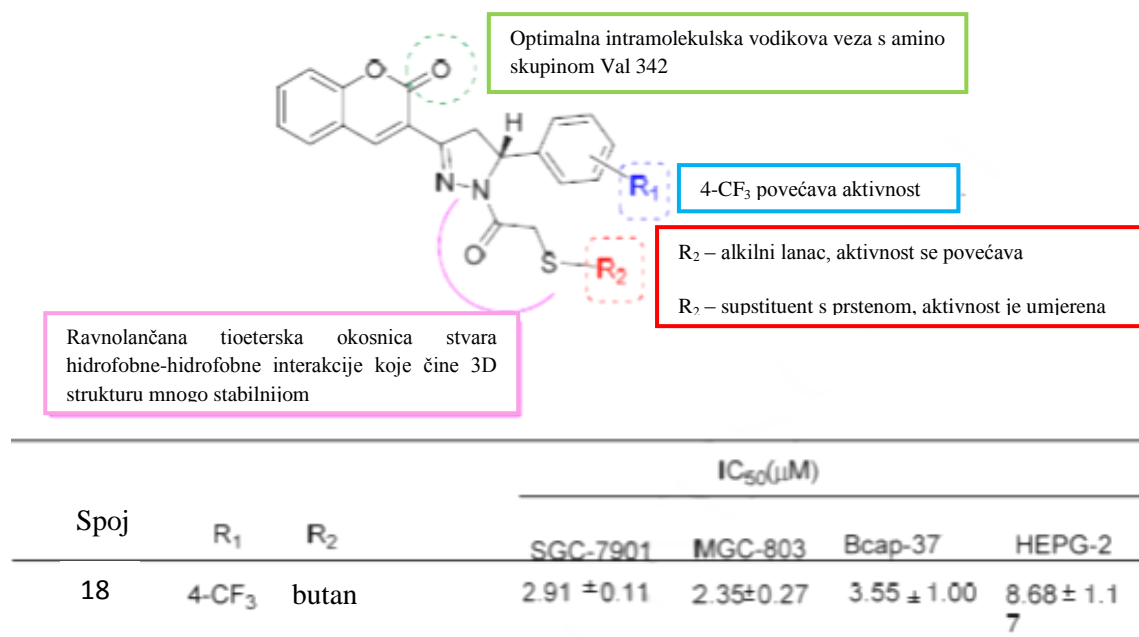 Optimalna intramolekulska vodikova veza s amino
skupinom Val 342
O
O
H
N
N
R₁
4-CF₃ povećava aktivnost
O
S
R₂
R₂ – alkilni lanac, aktivnost se povećava
R₂ – supstituent s prstenom, aktivnost je umjerena
Ravnolančana tioeterska okosnica stvara
hidrofobne-hidrofobne interakcije koje čine 3D
strukturu mnogo stabilnijom
IC₅₀(µM)
Spoj R₁ R₂ SGC-7901 MGC-803 Bcap-37 HEPG-2
18 4-CF₃ butan 2.91 ±0.11 2.35±0.27 3.55 ± 1.00 8.68 ± 1.1
7